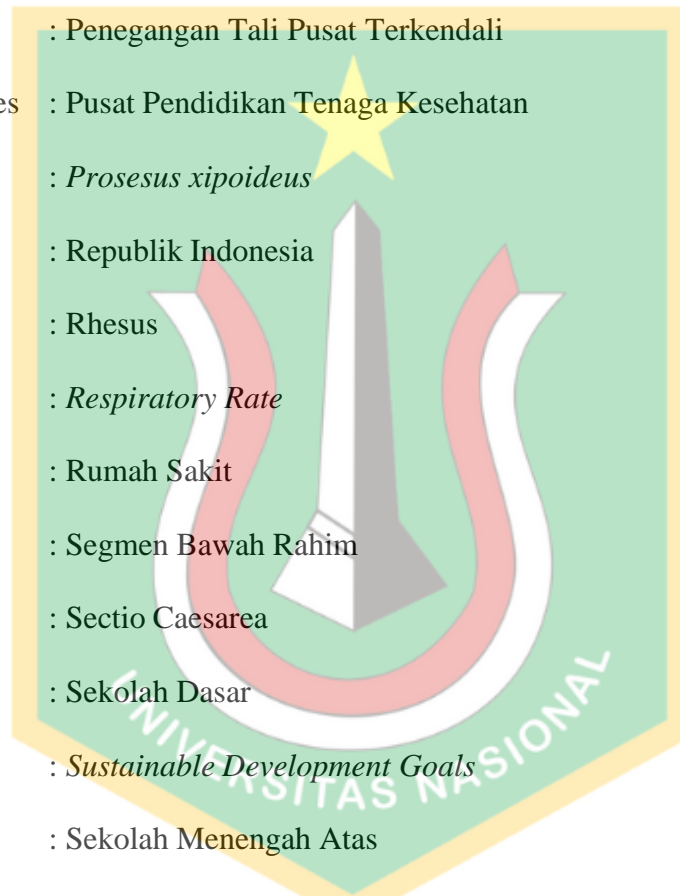 : Penegangan Tali Pusat Terkendali
es : Pusat Pendidikan Tenaga Kesehatan
: Prosesus xipoideus
: Republik Indonesia
: Rhesus
: Respiratory Rate
: Rumah Sakit
: Segmen Bawah Rahim
: Sectio Caesarea
: Sekolah Dasar
: Sustainable Development Goals
: Sekolah Menengah Atas
UNIVERSITAS NASIONAL